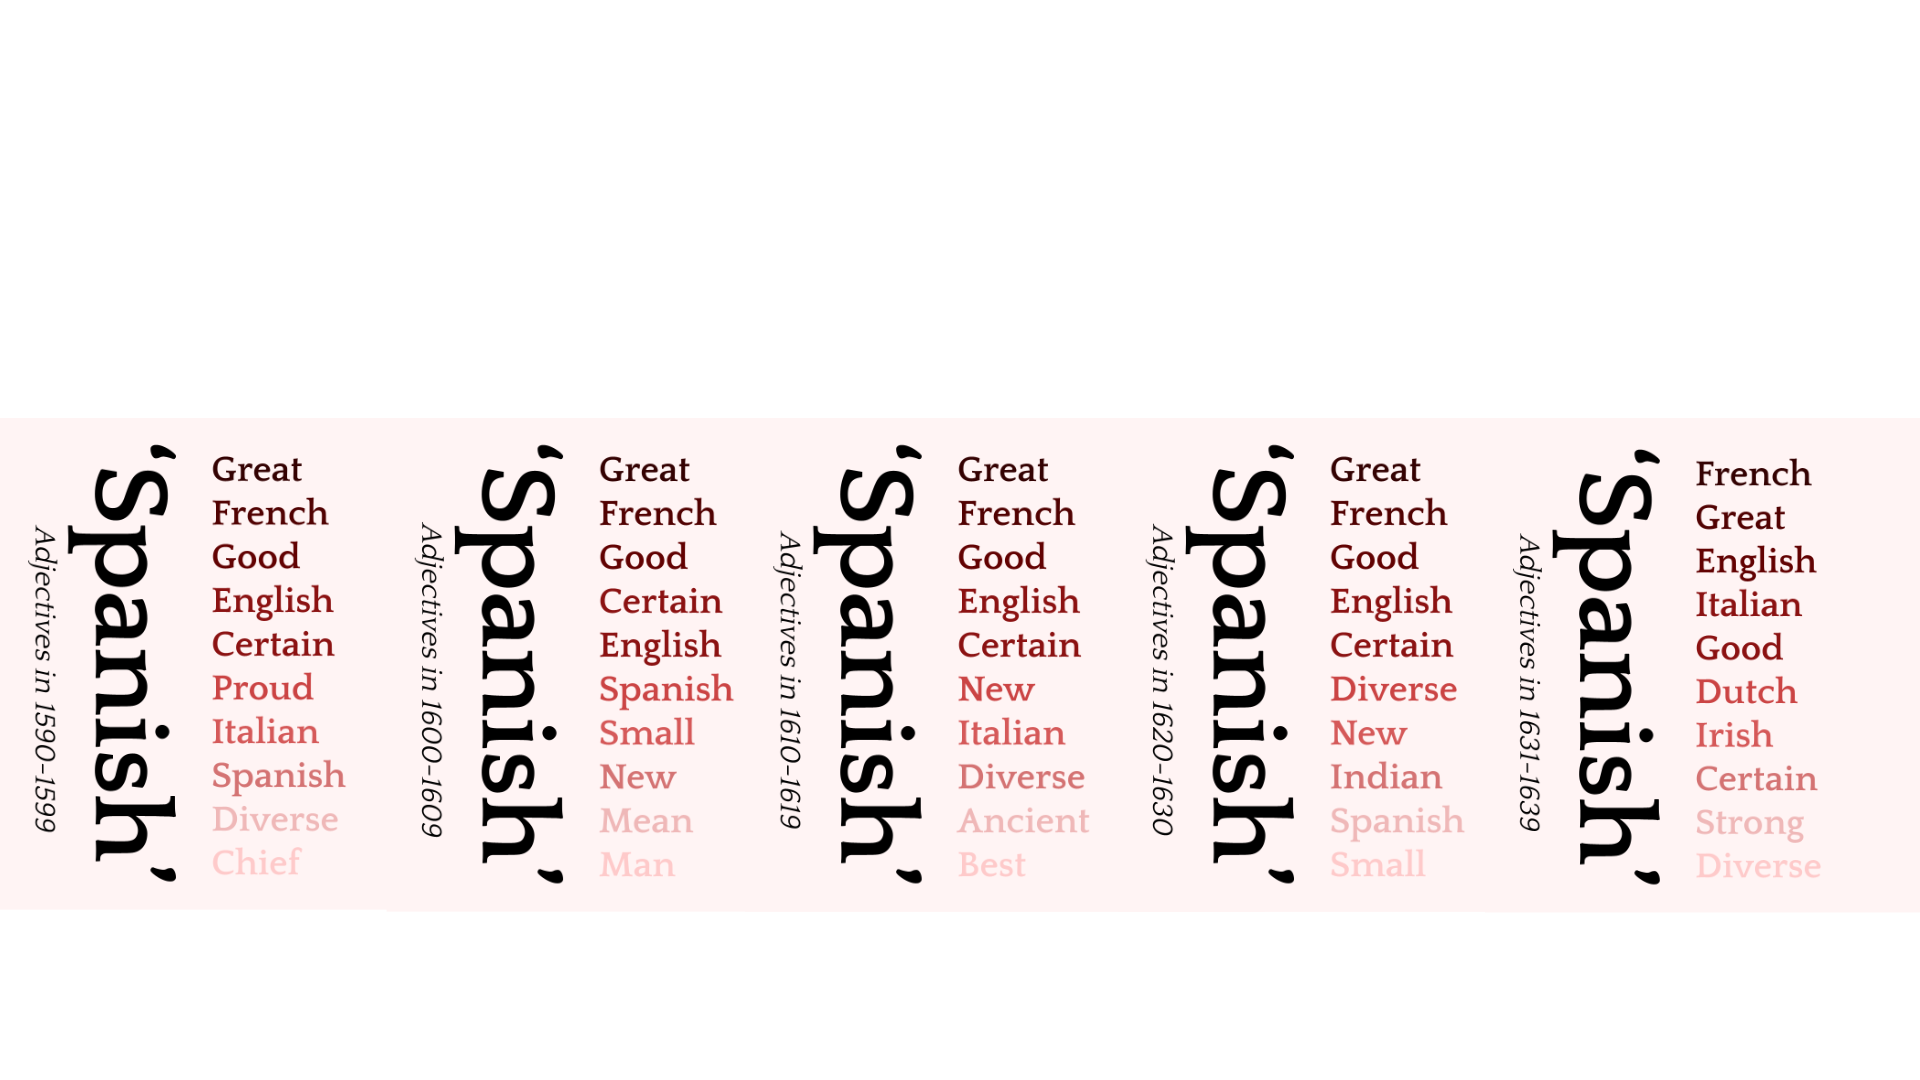 Adjectives in 1590-1599
‘Spanish’
Great
French
Good
English
Certain
Proud
Italian
Spanish
Diverse
Chief
Adjectives in 1600-1609
‘Spanish’
Great
French
Good
Certain
English
Spanish
Small
New
Mean
Man
Adjectives in 1610-1619
‘Spanish’
Great
French
Good
English
Certain
New
Italian
Diverse
Ancient
Best
Adjectives in 1620-1630
‘Spanish’
Great
French
Good
English
Certain
Diverse
New
Indian
Spanish
Small
Adjectives in 1631-1639
‘Spanish’
French
Great
English
Italian
Good
Dutch
Irish
Certain
Strong
Diverse